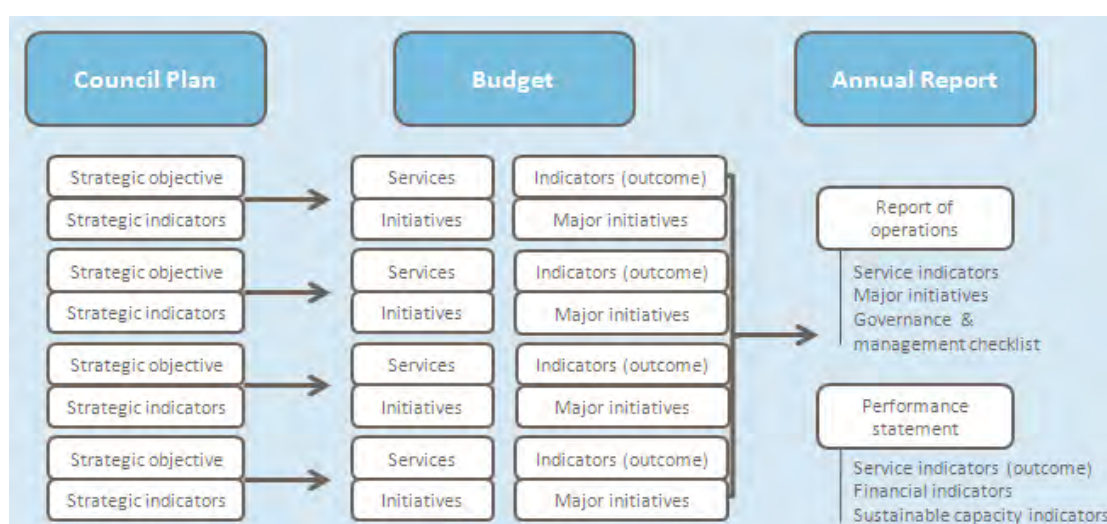 Council Plan
Budget
Annual Report
Strategic objective
Strategic indicators
Services
Initiatives
Indicators (outcome)
Major initiatives
Strategic objective
Strategic indicators
Services
Initiatives
Indicators (outcome)
Major initiatives
Strategic objective
Strategic indicators
Services
Initiatives
Indicators (outcome)
Major initiatives
Strategic objective
Strategic indicators
Services
Initiatives
Indicators (outcome)
Major initiatives
Report of
operations
Service indicators
Major initiatives
Governance &
management checklist
Performance
statement
Service indicators (outcome)
Financial indicators
Sustainable capacity indicators